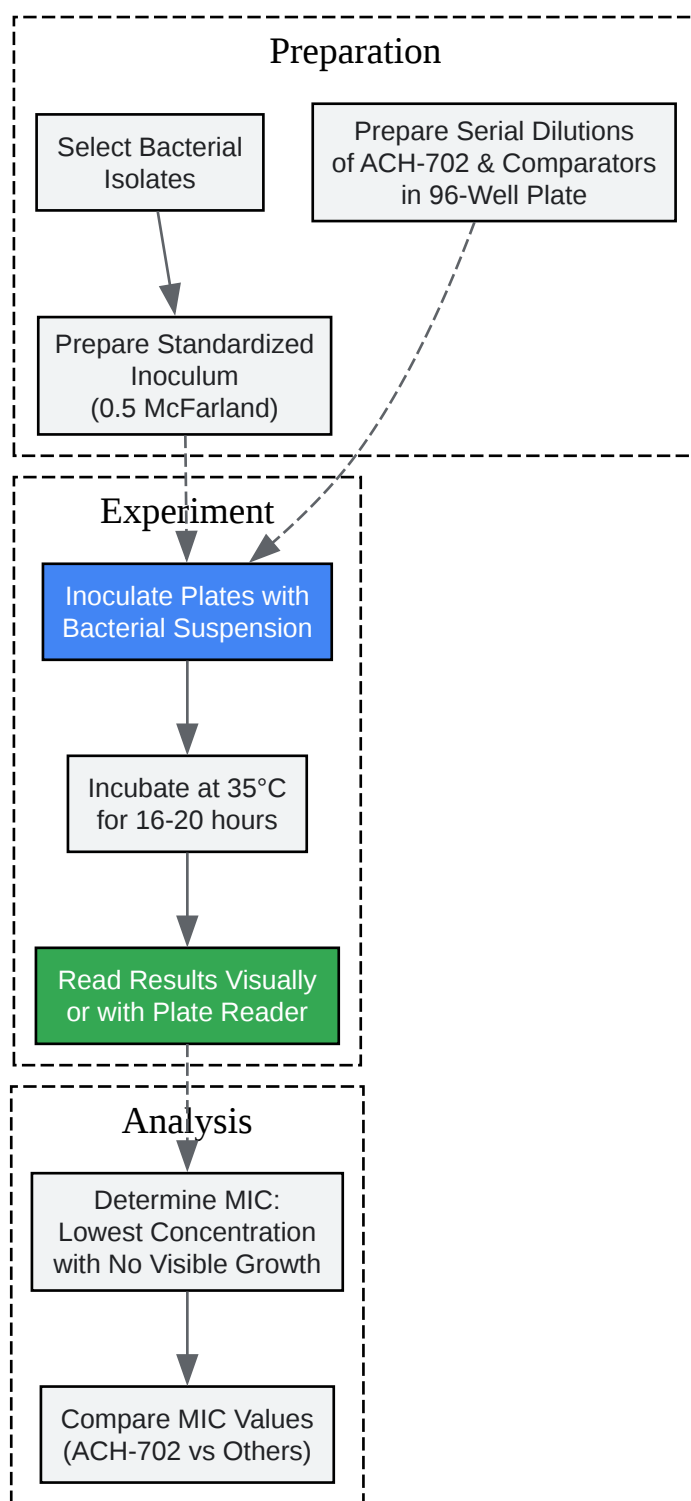 Preparation
Select Bacterial
Isolates
Prepare Serial Dilutions
of ACH-702 & Comparators
in 96-Well Plate
Prepare Standardized
Inoculum
(0.5 McFarland)
Experiment
Inoculate Plates with
Bacterial Suspension
Incubate at 35°C
for 16-20 hours
Read Results Visually
or with Plate Reader
Analysis
Determine MIC:
Lowest Concentration
with No Visible Growth
Compare MIC Values
(ACH-702 vs Others)